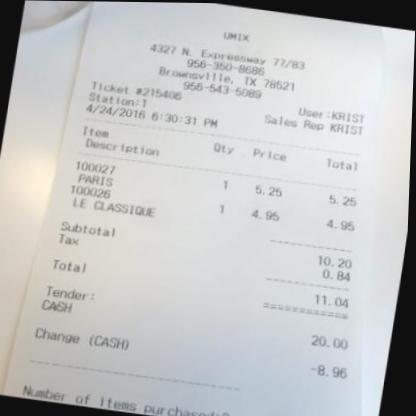 UMIX
4327 N. Expressway 77/83
956-350-8686
Brownsville, TX 78521
956-543-5089
Ticket #215406 User:KRIST
Station:1 Sales Rep KRIST
4/24/2016 6:30:31 PM
Item
Description Qty Price Total
100027
PARIS 1 5.25 5.25
100026
LE CLASSIQUE 1 4.95 4.95
Subtotal 10.20
Tax 0.84
Total 11.04
Tender:
CASH 20.00
Change (CASH) -8.96
Number of items purchased: